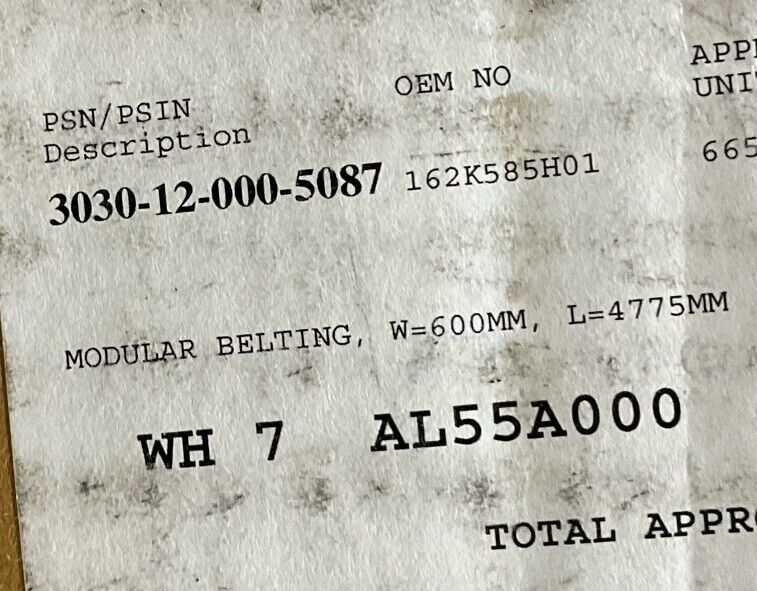 PSN/PSIN OEM NO APP
Description UNI
3030-12-000-5087 162K585H01 665
MODULAR BELTING, W=600MM, L=4775MM
WH 7 AL55A000
TOTAL APPR